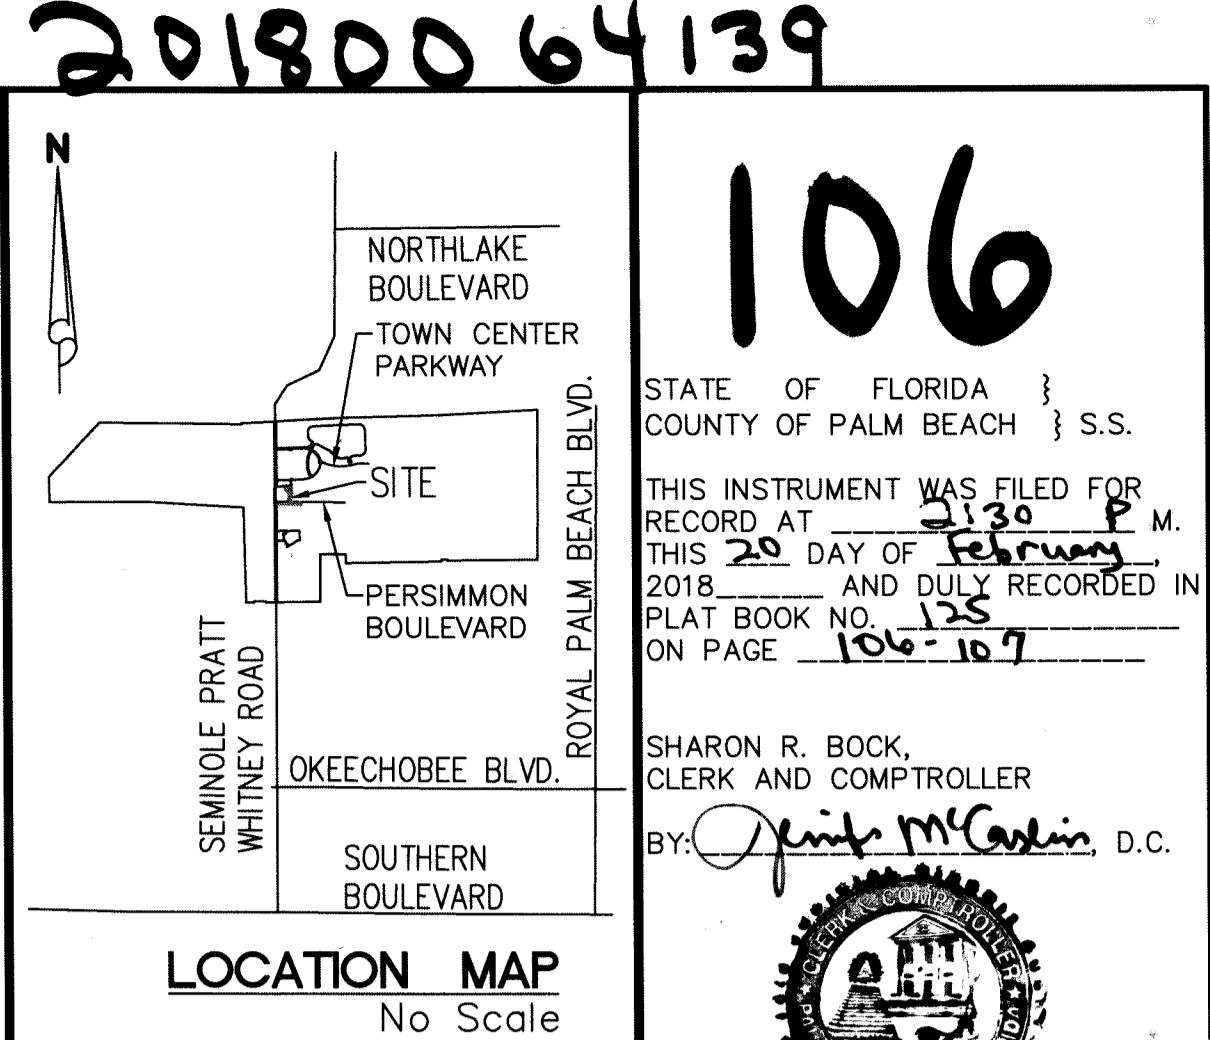 20180064139
N
NORTHLAKE
BOULEVARD
TOWN CENTER
PARKWAY
SITE
PERSIMMON
BOULEVARD
ROYAL PALM BEACH BLVD.
SEMINOLE PRATT
WHITNEY ROAD
OKEECHOBEE BLVD.
SOUTHERN
BOULEVARD
LOCATION MAP
No Scale
106
STATE OF FLORIDA }
COUNTY OF PALM BEACH } S.S.
THIS INSTRUMENT WAS FILED FOR
RECORD AT 2:30 P M.
THIS 20 DAY OF February,
2018______ AND DULY RECORDED IN
PLAT BOOK NO. 125
ON PAGE 106-107
SHARON R. BOCK,
CLERK AND COMPTROLLER
BY: McCaslin, D.C.
CLERK & COMPTROLLER